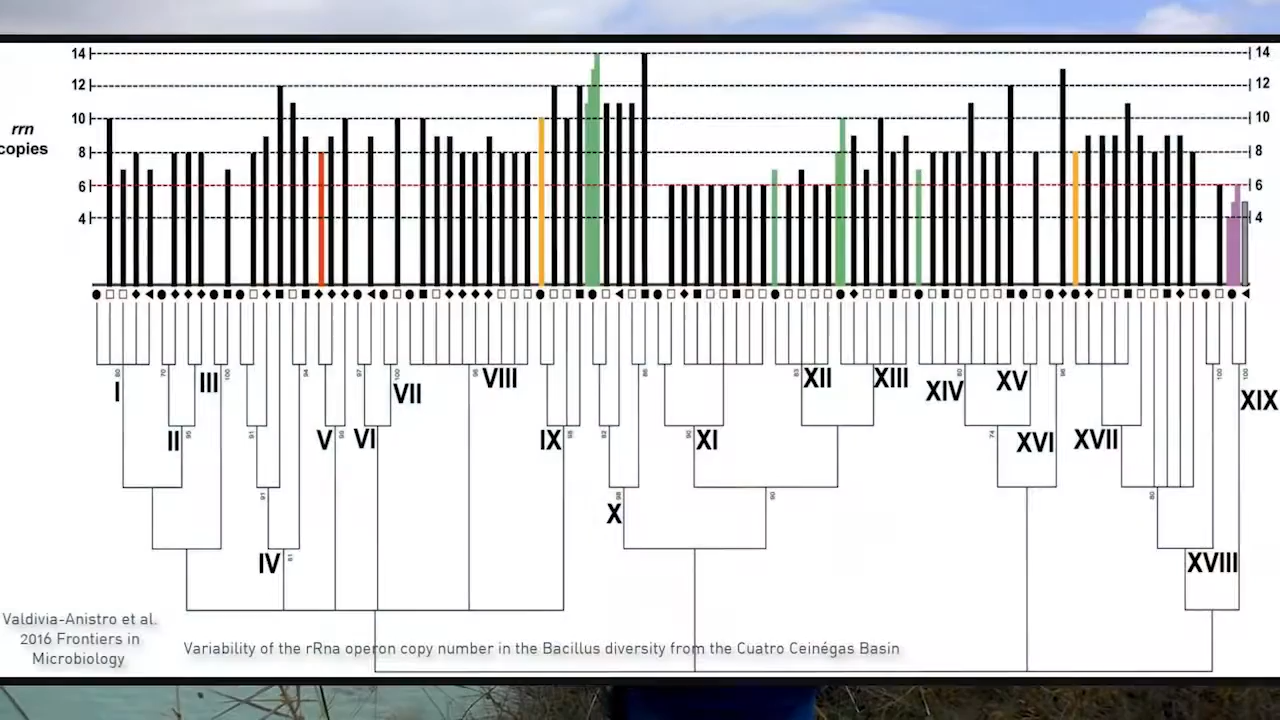 14 14
12 12
rrn 10 10
copies 8 8
6 6
4 4
I II III IV V VI VII VIII IX X XI XII XIII XIV XV XVI XVII XVIII XIX
Valdivia-Anistro et al.
2016 Frontiers in
Microbiology
Variability of the rRna operon copy number in the Bacillus diversity from the Cuatro Ceinégas Basin